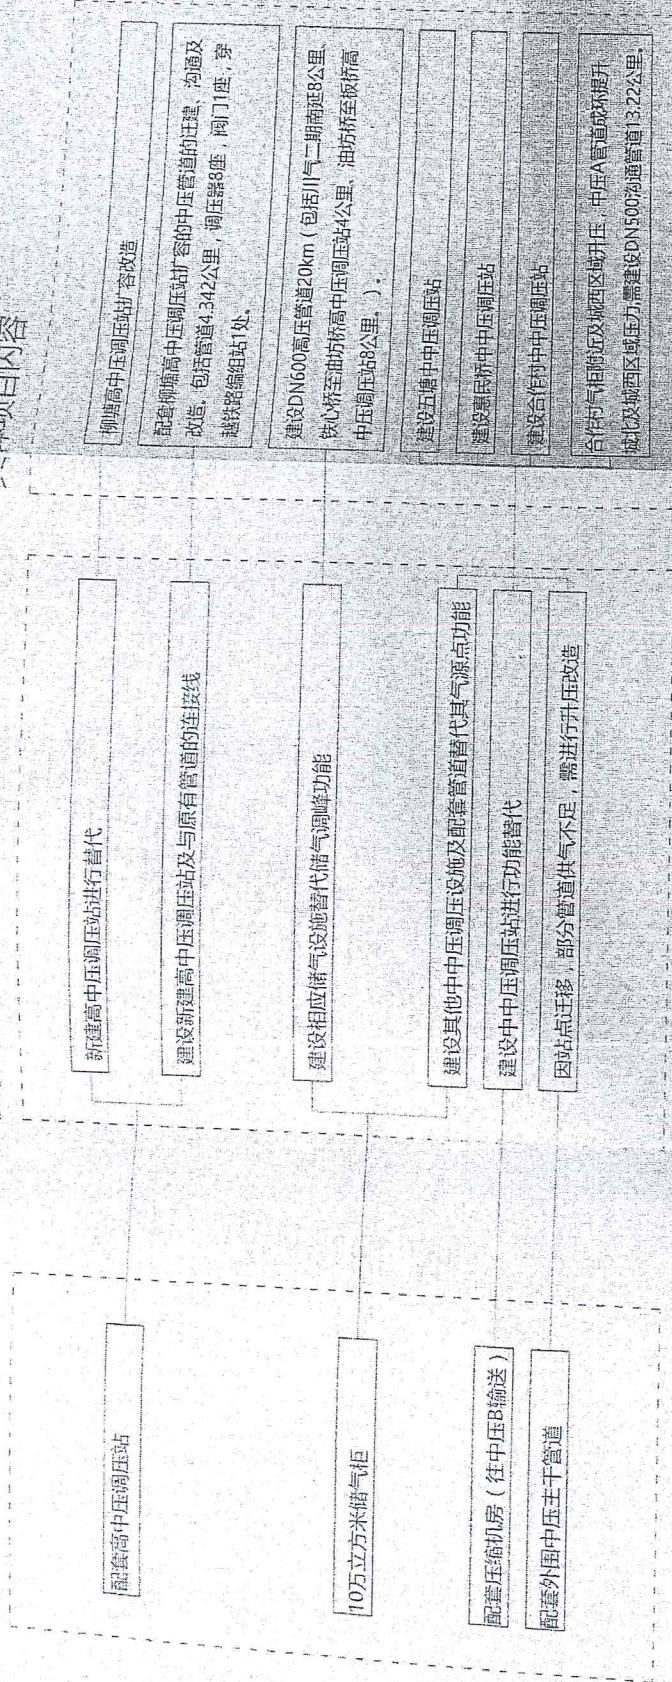 配套高中压调压站
10万立方米储气柜
配套压缩机房（往中压B输送）
配套外围中压主干管道
新建高中压调压站进行替代
建设新建高中压调压站及与原有管道的连接线
建设相应储气设施替代储气调峰功能
建设其他中中压调压设施及配套管道替代其气源点功能
建设中中压调压站进行功能替代
因站点迁移，部分管道供气不足，需进行升压改造
项目内容
柳塘高中压调压站扩容改造
配套柳塘高中压调压站扩容的中压管道的迁建、沟通及
改造。包括管道4.342公里，调压器8座，阀门1座，穿
越铁路编组站1处。
建设DN600高压管道20km（包括川气二期南延8公里、
铁心桥至油坊桥高中压调压站4公里、油坊桥至板桥高
中压调压站8公里。）。
建设五塘中中压调压站
建设惠民桥中中压调压站
建设合作村中中压调压站
合作村气柜附近及城西区域升压，中压A管道成环提升
城北及城西区域压力;需建设DN500沟通管道13.22公里。